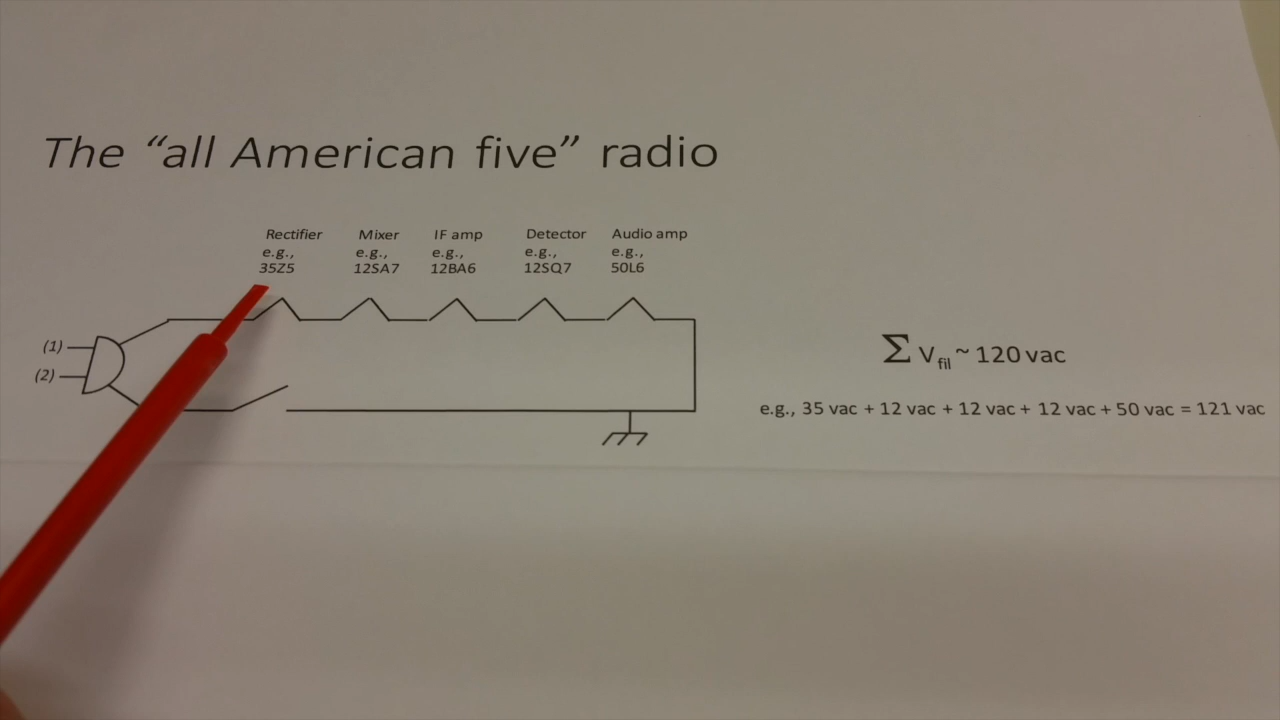 The “all American five” radio
Rectifier
e.g.,
35Z5
Mixer
e.g.,
12SA7
IF amp
e.g.,
12BA6
Detector
e.g.,
12SQ7
Audio amp
e.g.,
50L6
(1)
(2)
Σ Vfil ~ 120 vac
e.g., 35 vac + 12 vac + 12 vac + 12 vac + 50 vac = 121 vac